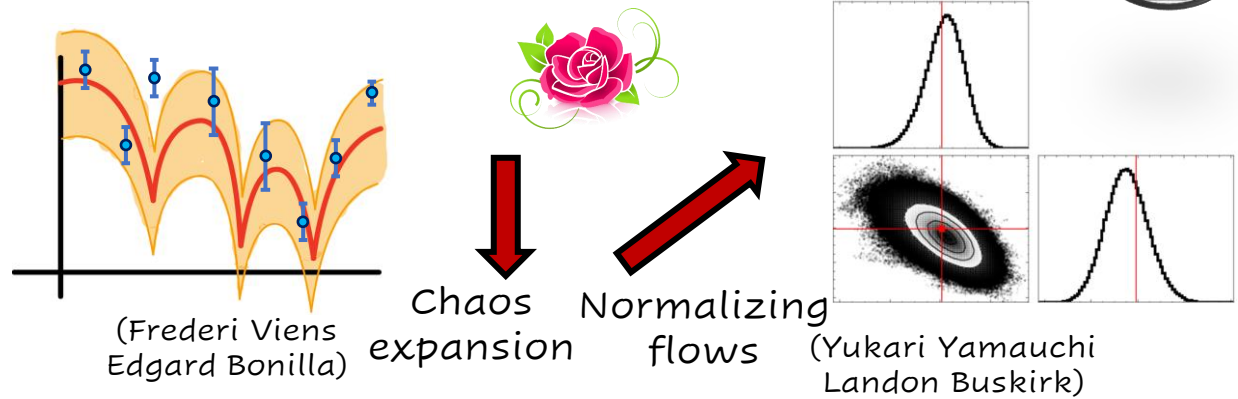 (Frederi Viens
Edgard Bonilla)
Chaos
expansion
Normalizing
flows
(Yukari Yamauchi
Landon Buskirk)